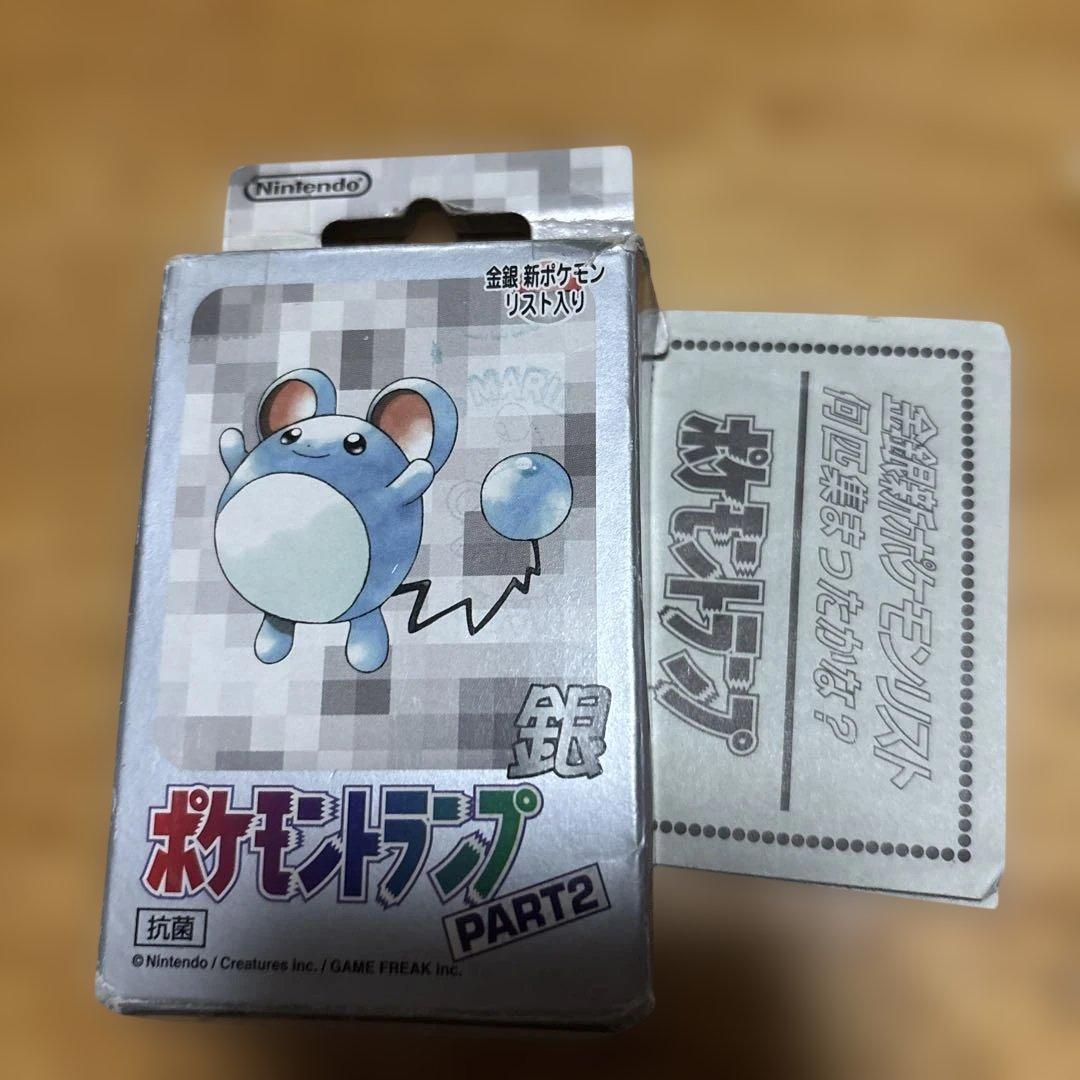 Nintendo
金銀 新ポケモン
リスト入り
MARI
銀
ポケモントランプ
PART2
抗菌
© Nintendo / Creatures inc. / GAME FREAK inc.
金銀新ポケモンリスト
何匹集まったかな?
ポケモントランプ